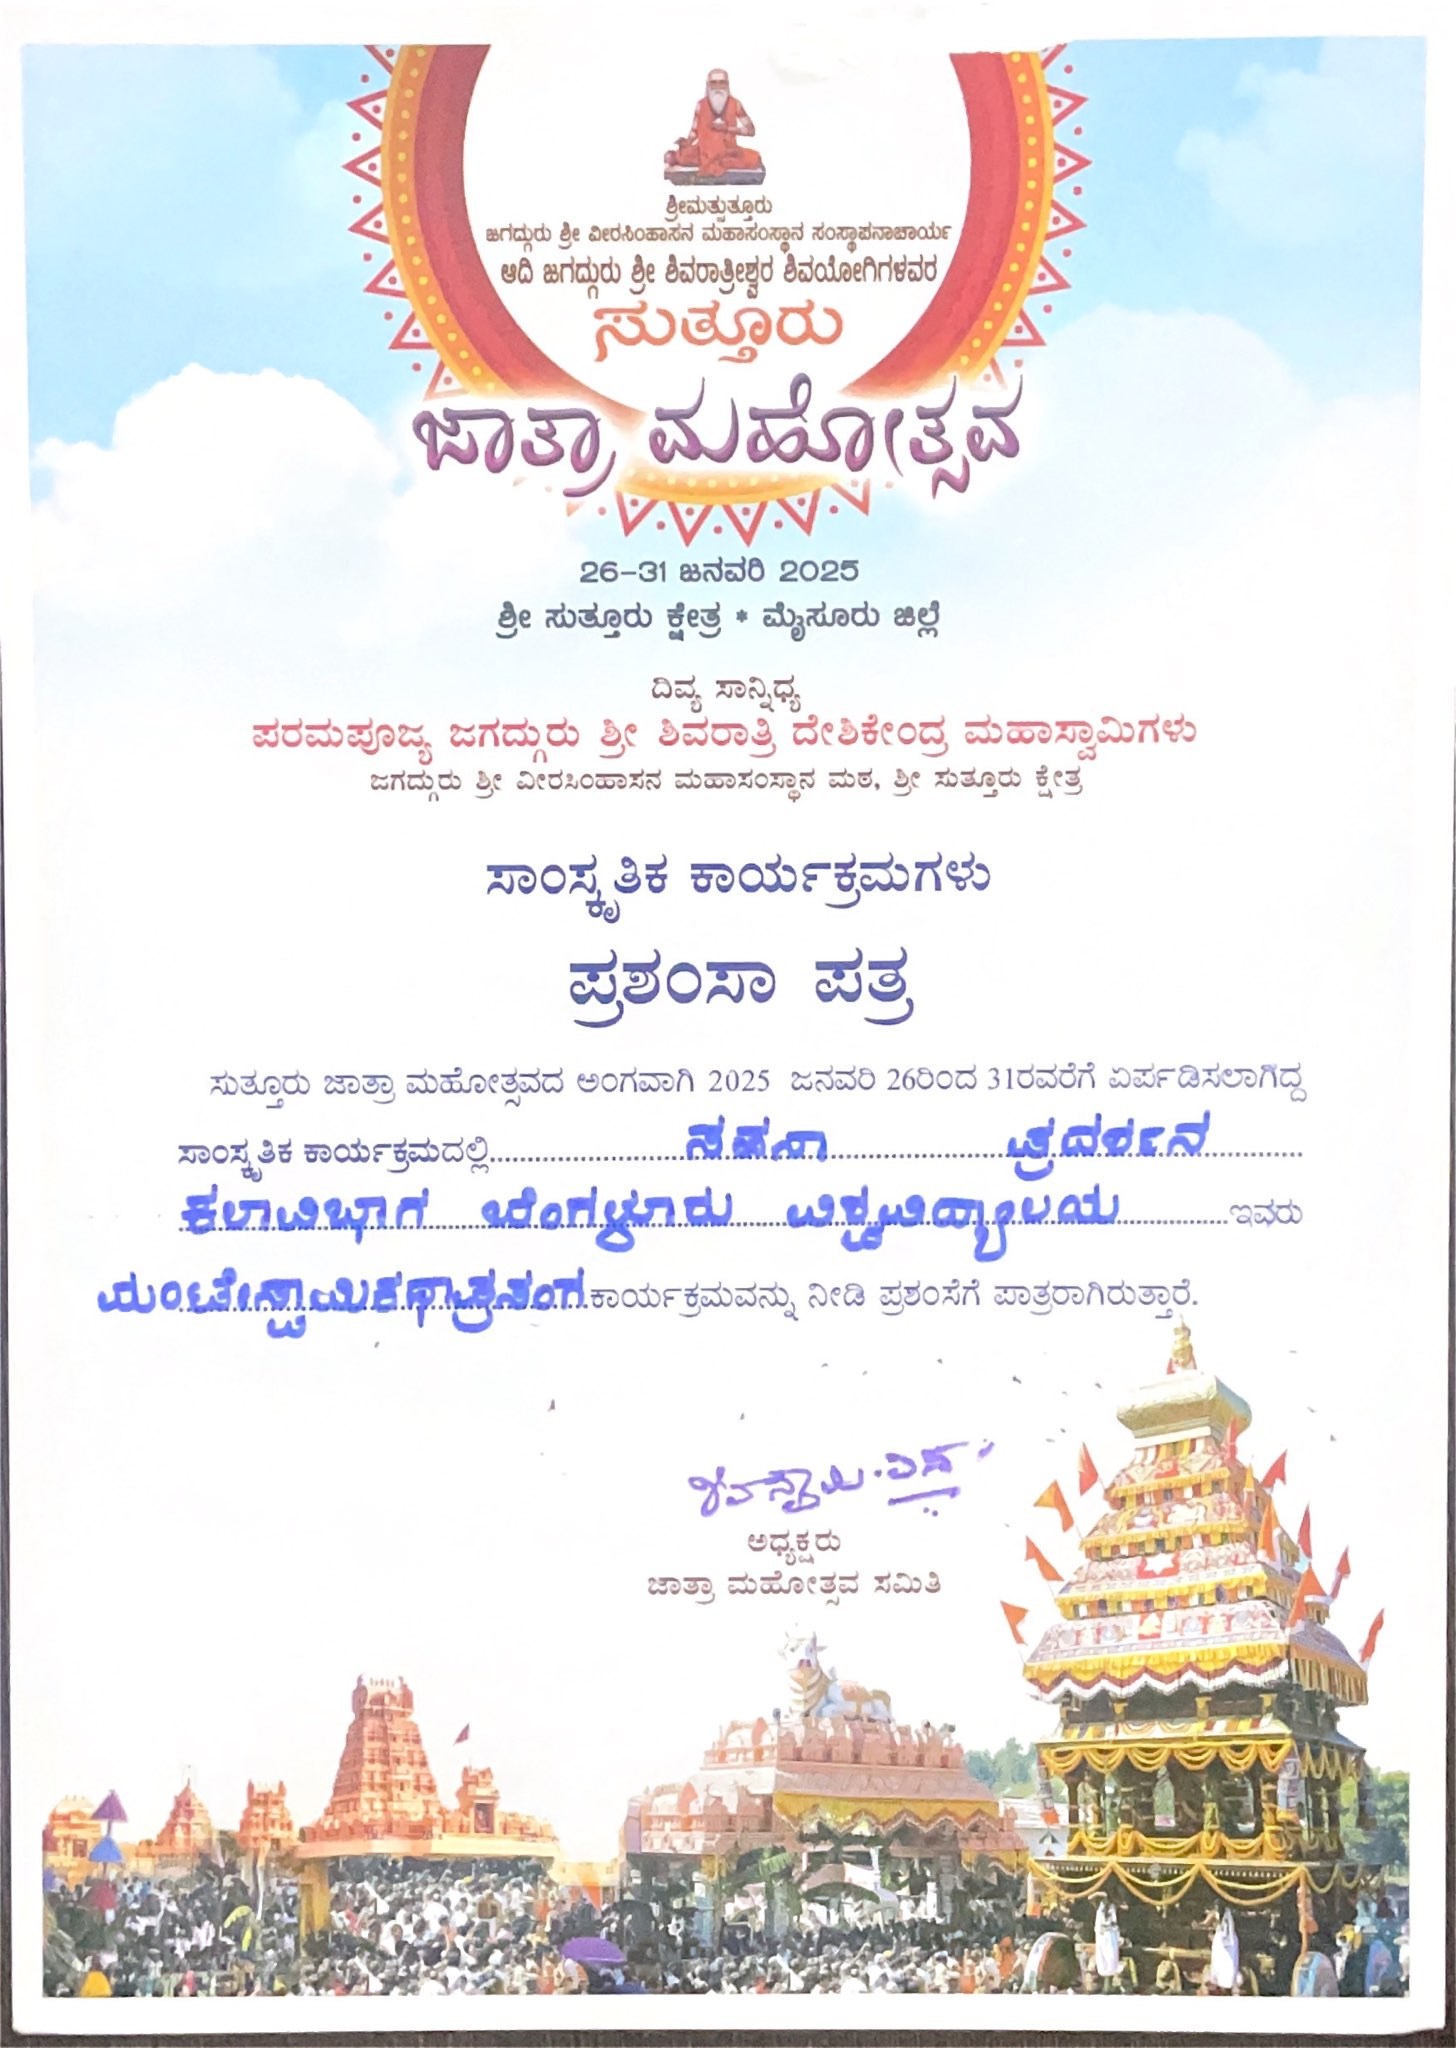 ಶ್ರೀಮತ್ಸುತ್ತೂರು
ಜಗದ್ಗುರು ಶ್ರೀ ವೀರಸಿಂಹಾಸನ ಮಹಾಸಂಸ್ಥಾನ ಸಂಸ್ಥಾಪನಾಚಾರ್ಯ
ಆದಿ ಜಗದ್ಗುರು ಶ್ರೀ ಶಿವರಾತ್ರೀಶ್ವರ ಶಿವಯೋಗಿಗಳವರ
ಸುತ್ತೂರು
ಜಾತ್ರಾ ಮಹೋತ್ಸವ
26-31 ಜನವರಿ 2025
ಶ್ರೀ ಸುತ್ತೂರು ಕ್ಷೇತ್ರ * ಮೈಸೂರು ಜಿಲ್ಲೆ
ದಿವ್ಯ ಸಾನ್ನಿಧ್ಯ
ಪರಮಪೂಜ್ಯ ಜಗದ್ಗುರು ಶ್ರೀ ಶಿವರಾತ್ರಿ ದೇಶಿಕೇಂದ್ರ ಮಹಾಸ್ವಾಮಿಗಳು
ಜಗದ್ಗುರು ಶ್ರೀ ವೀರಸಿಂಹಾಸನ ಮಹಾಸಂಸ್ಥಾನ ಮಠ, ಶ್ರೀ ಸುತ್ತೂರು ಕ್ಷೇತ್ರ
ಸಾಂಸ್ಕೃತಿಕ ಕಾರ್ಯಕ್ರಮಗಳು
ಪ್ರಶಂಸಾ ಪತ್ರ
ಸುತ್ತೂರು ಜಾತ್ರಾ ಮಹೋತ್ಸವದ ಅಂಗವಾಗಿ 2025 ಜನವರಿ 26ರಿಂದ 31ರವರೆಗೆ ಏರ್ಪಡಿಸಲಾಗಿದ್ದ
ಸಾಂಸ್ಕೃತಿಕ ಕಾರ್ಯಕ್ರಮದಲ್ಲಿ ಪ್ರದರ್ಶನ
ಕಲಾವಿಭಾಗ ಬೆಂಗಳೂರು ವಿಶ್ವವಿದ್ಯಾಲಯ ಇವರು
ಮಂಟೇಸ್ವಾಮಿಕಥಾಪ್ರಸಂಗ ಕಾರ್ಯಕ್ರಮವನ್ನು ನೀಡಿ ಪ್ರಶಂಸೆಗೆ ಪಾತ್ರರಾಗಿರುತ್ತಾರೆ.
ಅಧ್ಯಕ್ಷರು
ಜಾತ್ರಾ ಮಹೋತ್ಸವ ಸಮಿತಿ